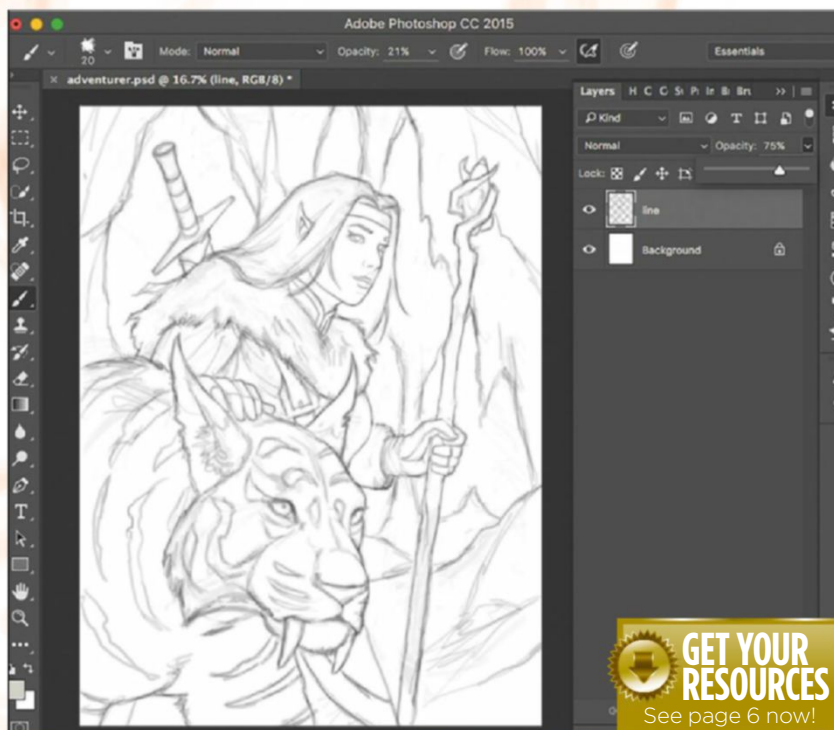 Adobe Photoshop CC 2015
20
Mode: Normal
Opacity: 21%
Flow: 100%
Essentials
× adventurer.psd @ 16.7% (line, RGB/8) *
Layers H C C
Kind
Normal
Opacity: 75%
Lock:
line
Background
GET YOUR
RESOURCES
See page 6 now!